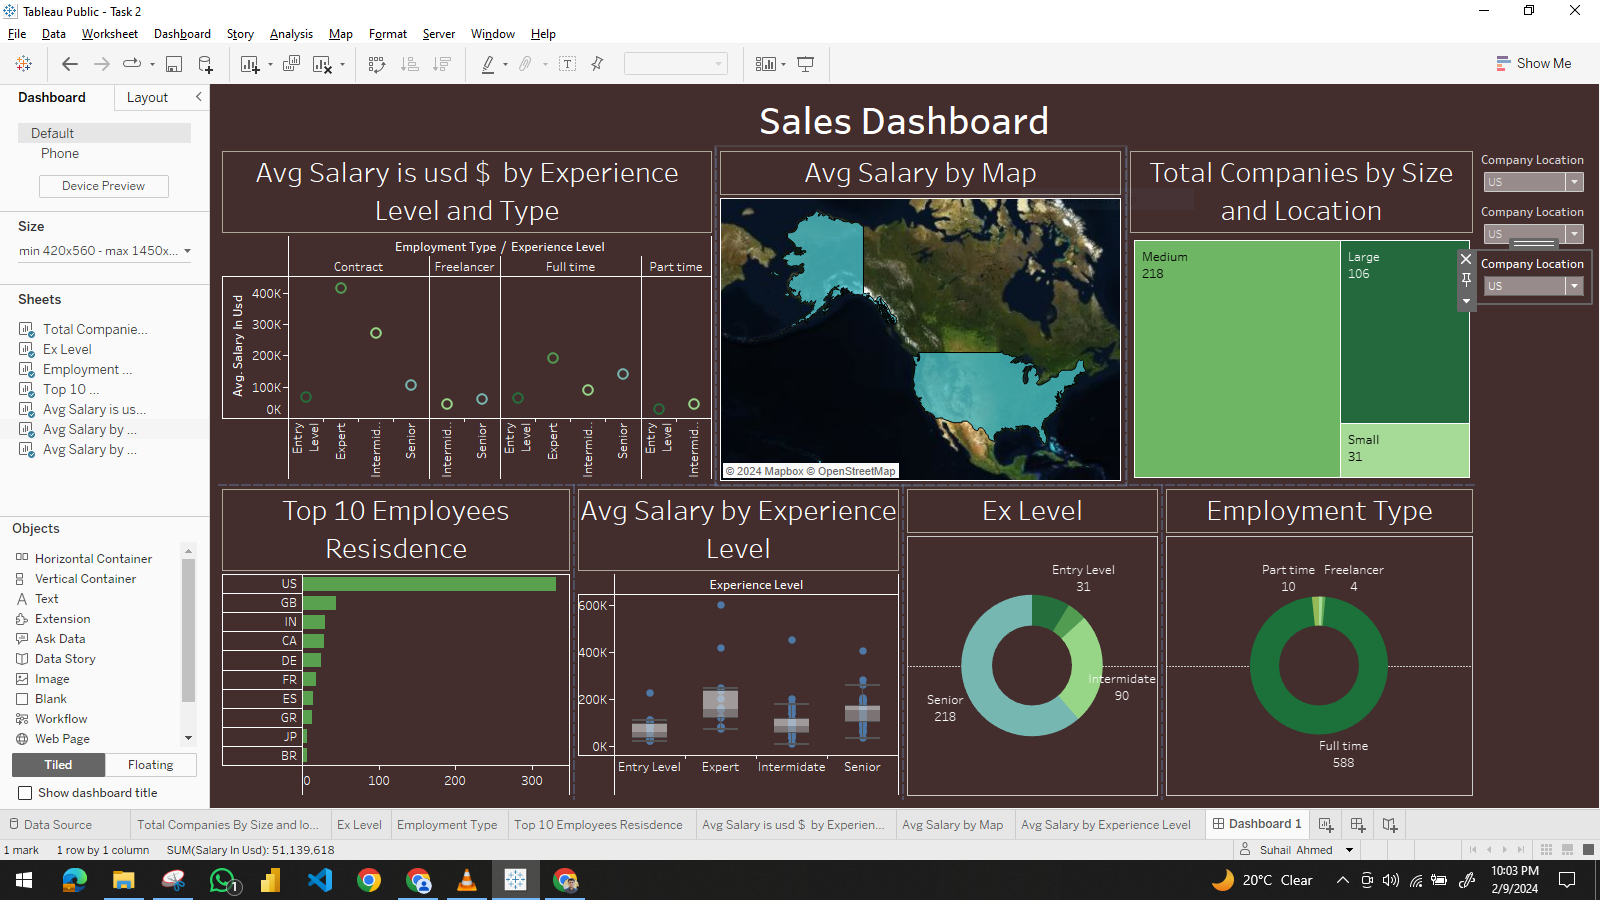 Tableau Public - Task 2
File Data Worksheet Dashboard Story Analysis Map Format Server Window Help
Show Me
Dashboard Layout
Default
Phone
Device Preview
Size
min 420x560 - max 1450x...
Sheets
Total Companie...
Ex Level
Employment ...
Top 10 ...
Avg Salary is us...
Avg Salary by ...
Avg Salary by ...
Objects
Horizontal Container
Vertical Container
Text
Extension
Ask Data
Data Story
Image
Blank
Workflow
Web Page
Tiled Floating
Show dashboard title
Sales Dashboard
Avg Salary is usd $ by Experience
Level and Type
Employment Type / Experience Level
Contract Freelancer Full time Part time
Avg. Salary In Usd
400K
300K
200K
100K
0K
Entry Level
Expert
Intermid..
Senior
Intermid..
Senior
Entry Level
Expert
Intermid..
Senior
Entry Level
Intermid..
Avg Salary by Map
© 2024 Mapbox © OpenStreetMap
Total Companies by Size
and Location
Medium
218
Large
106
Small
31
Company Location
US
Company Location
US
Company Location
US
Top 10 Employees
Resisdence
US
GB
IN
CA
DE
FR
ES
GR
JP
BR
0 100 200 300
Avg Salary by Experience
Level
Experience Level
600K
400K
200K
0K
Entry Level Expert Intermidate Senior
Ex Level
Entry Level
31
Intermidate
90
Senior
218
Employment Type
Part time
10
Freelancer
4
Full time
588
Data Source Total Companies By Size and lo... Ex Level Employment Type Top 10 Employees Resisdence Avg Salary is usd $ by Experien... Avg Salary by Map Avg Salary by Experience Level Dashboard 1
1 mark 1 row by 1 column SUM(Salary In Usd): 51,139,618 Suhail Ahmed
1
20°C Clear
10:03 PM
2/9/2024